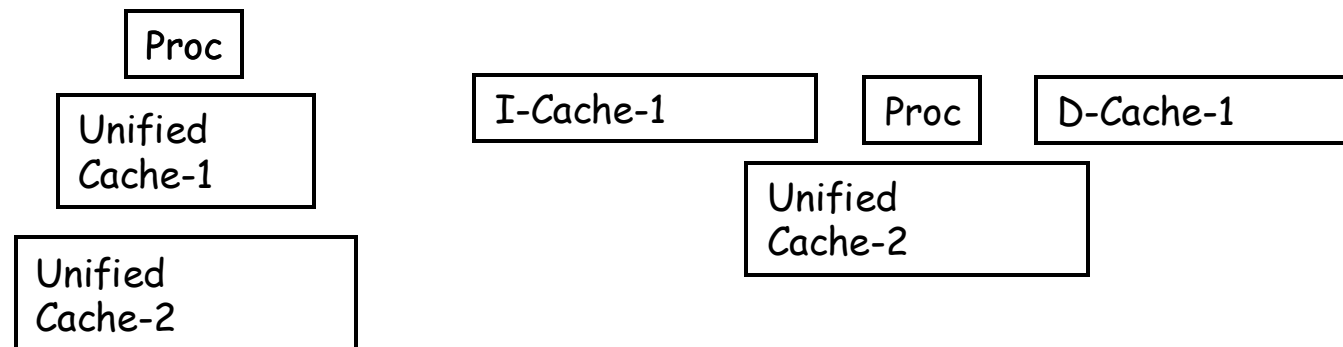 Proc
Unified
Cache-1
Unified
Cache-2
I-Cache-1
Proc
D-Cache-1
Unified
Cache-2